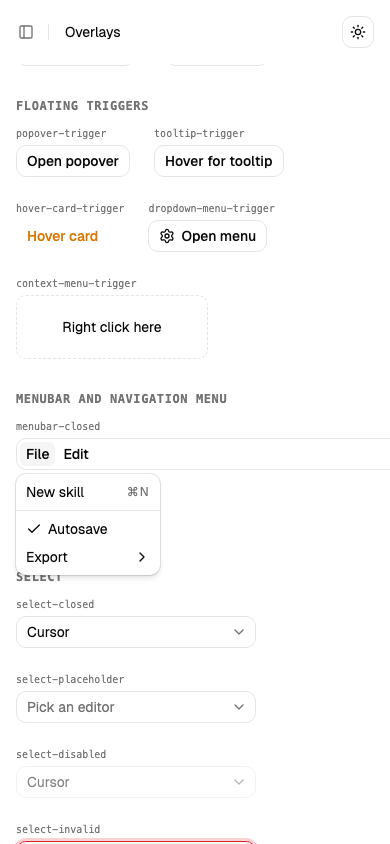 Overlays
FLOATING TRIGGERS
popover-trigger
tooltip-trigger
Open popover
Hover for tooltip
hover-card-trigger
dropdown-menu-trigger
Hover card
Open menu
context-menu-trigger
Right click here
MENUBAR AND NAVIGATION MENU
menubar-closed
File Edit
New skill ⌘N
Autosave
Export
SELECT
select-closed
Cursor
select-placeholder
Pick an editor
select-disabled
Cursor
select-invalid